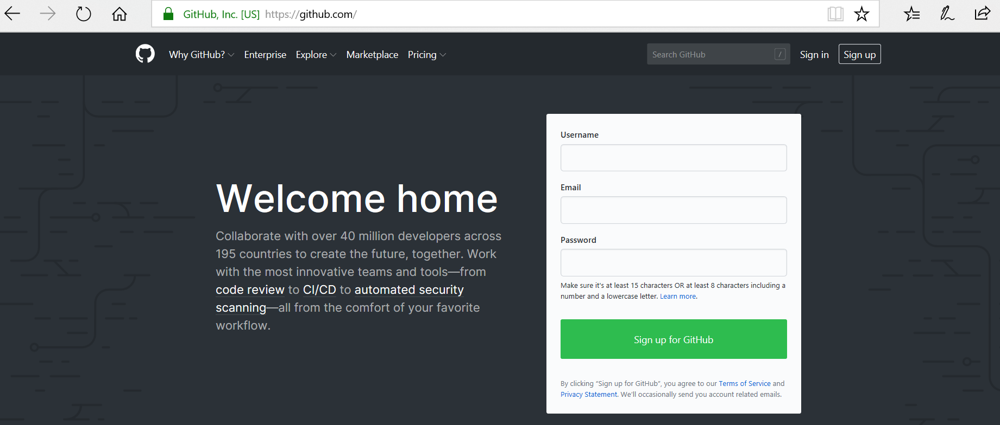 GitHub, Inc. [US] https://github.com/
Why GitHub? Enterprise Explore Marketplace Pricing Search GitHub / Sign in Sign up
Welcome home
Collaborate with over 40 million developers across
195 countries to create the future, together. Work
with the most innovative teams and tools—from
code review to CI/CD to automated security
scanning—all from the comfort of your favorite
workflow.
Username
Email
Password
Make sure it's at least 15 characters OR at least 8 characters including a
number and a lowercase letter. Learn more.
Sign up for GitHub
By clicking “Sign up for GitHub”, you agree to our Terms of Service and
Privacy Statement. We’ll occasionally send you account related emails.